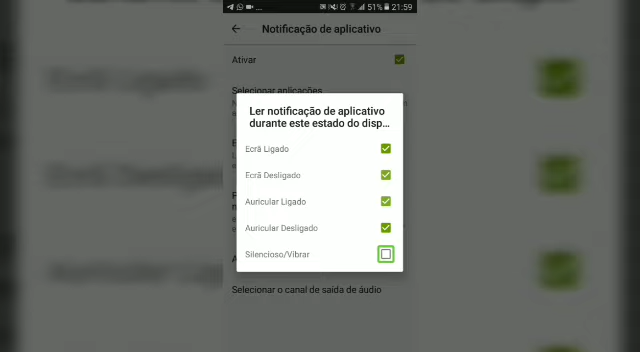 ... 51% 21:59
Notificação de aplicativo
Ativar
Selecionar aplicações
Ler notificação de aplicativo
durante este estado do disp...
Ecrã Ligado
Ecrã Desligado
Auricular Ligado
Auricular Desligado
Silencioso/Vibrar
Selecionar o canal de saída de áudio